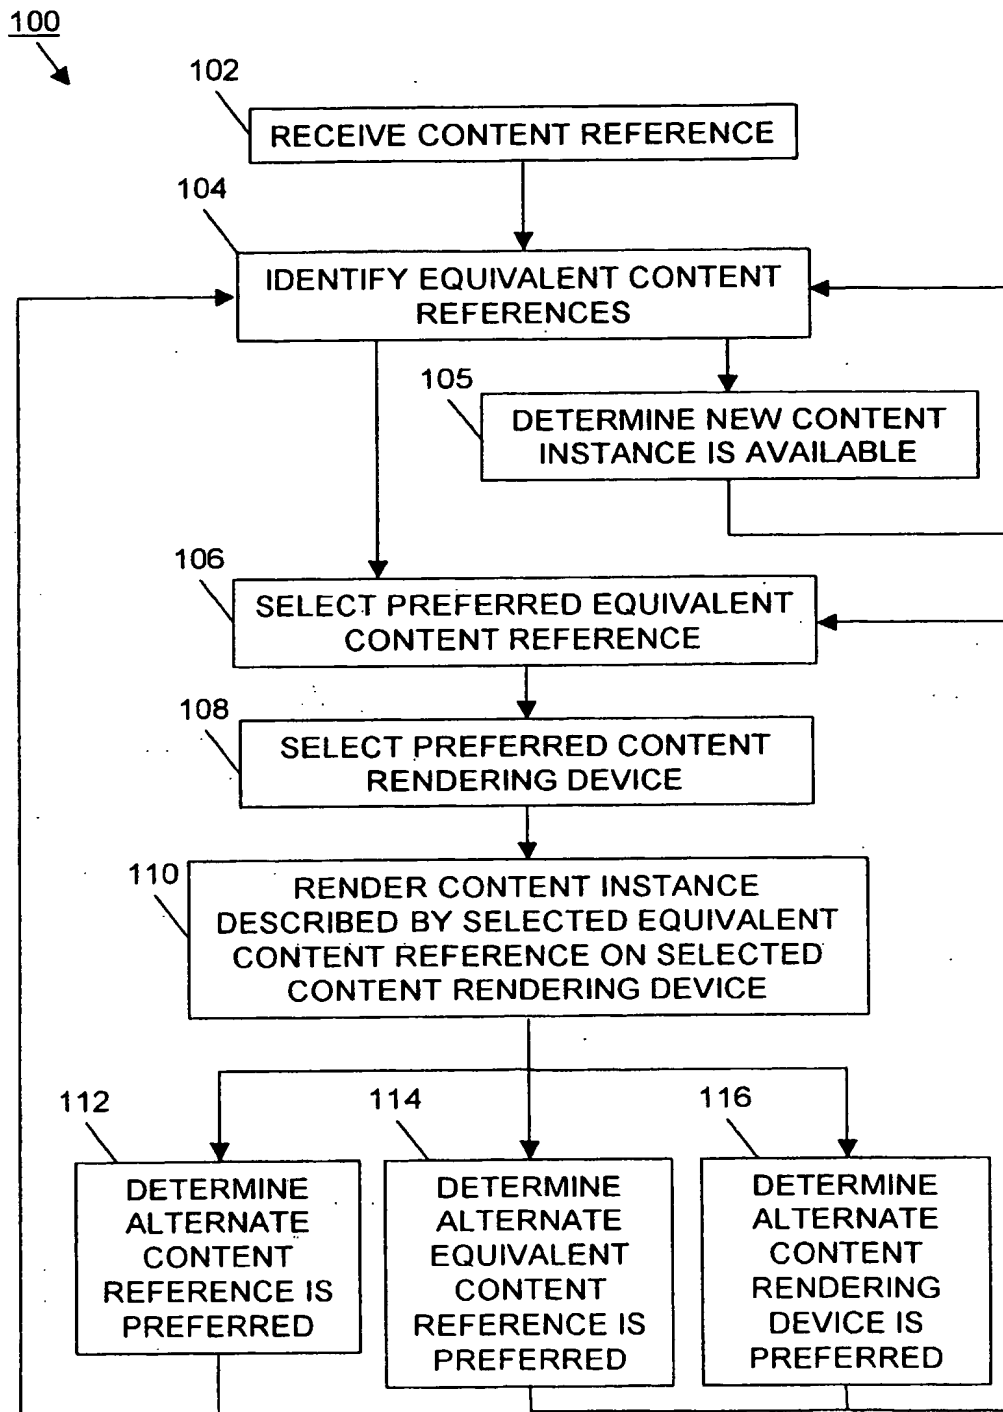 100
102
RECEIVE CONTENT REFERENCE
104
IDENTIFY EQUIVALENT CONTENT
REFERENCES
105
DETERMINE NEW CONTENT
INSTANCE IS AVAILABLE
106
SELECT PREFERRED EQUIVALENT
CONTENT REFERENCE
108
SELECT PREFERRED CONTENT
RENDERING DEVICE
110
RENDER CONTENT INSTANCE
DESCRIBED BY SELECTED EQUIVALENT
CONTENT REFERENCE ON SELECTED
CONTENT RENDERING DEVICE
112
DETERMINE
ALTERNATE
CONTENT
REFERENCE IS
PREFERRED
114
DETERMINE
ALTERNATE
EQUIVALENT
CONTENT
REFERENCE IS
PREFERRED
116
DETERMINE
ALTERNATE
CONTENT
RENDERING
DEVICE IS
PREFERRED